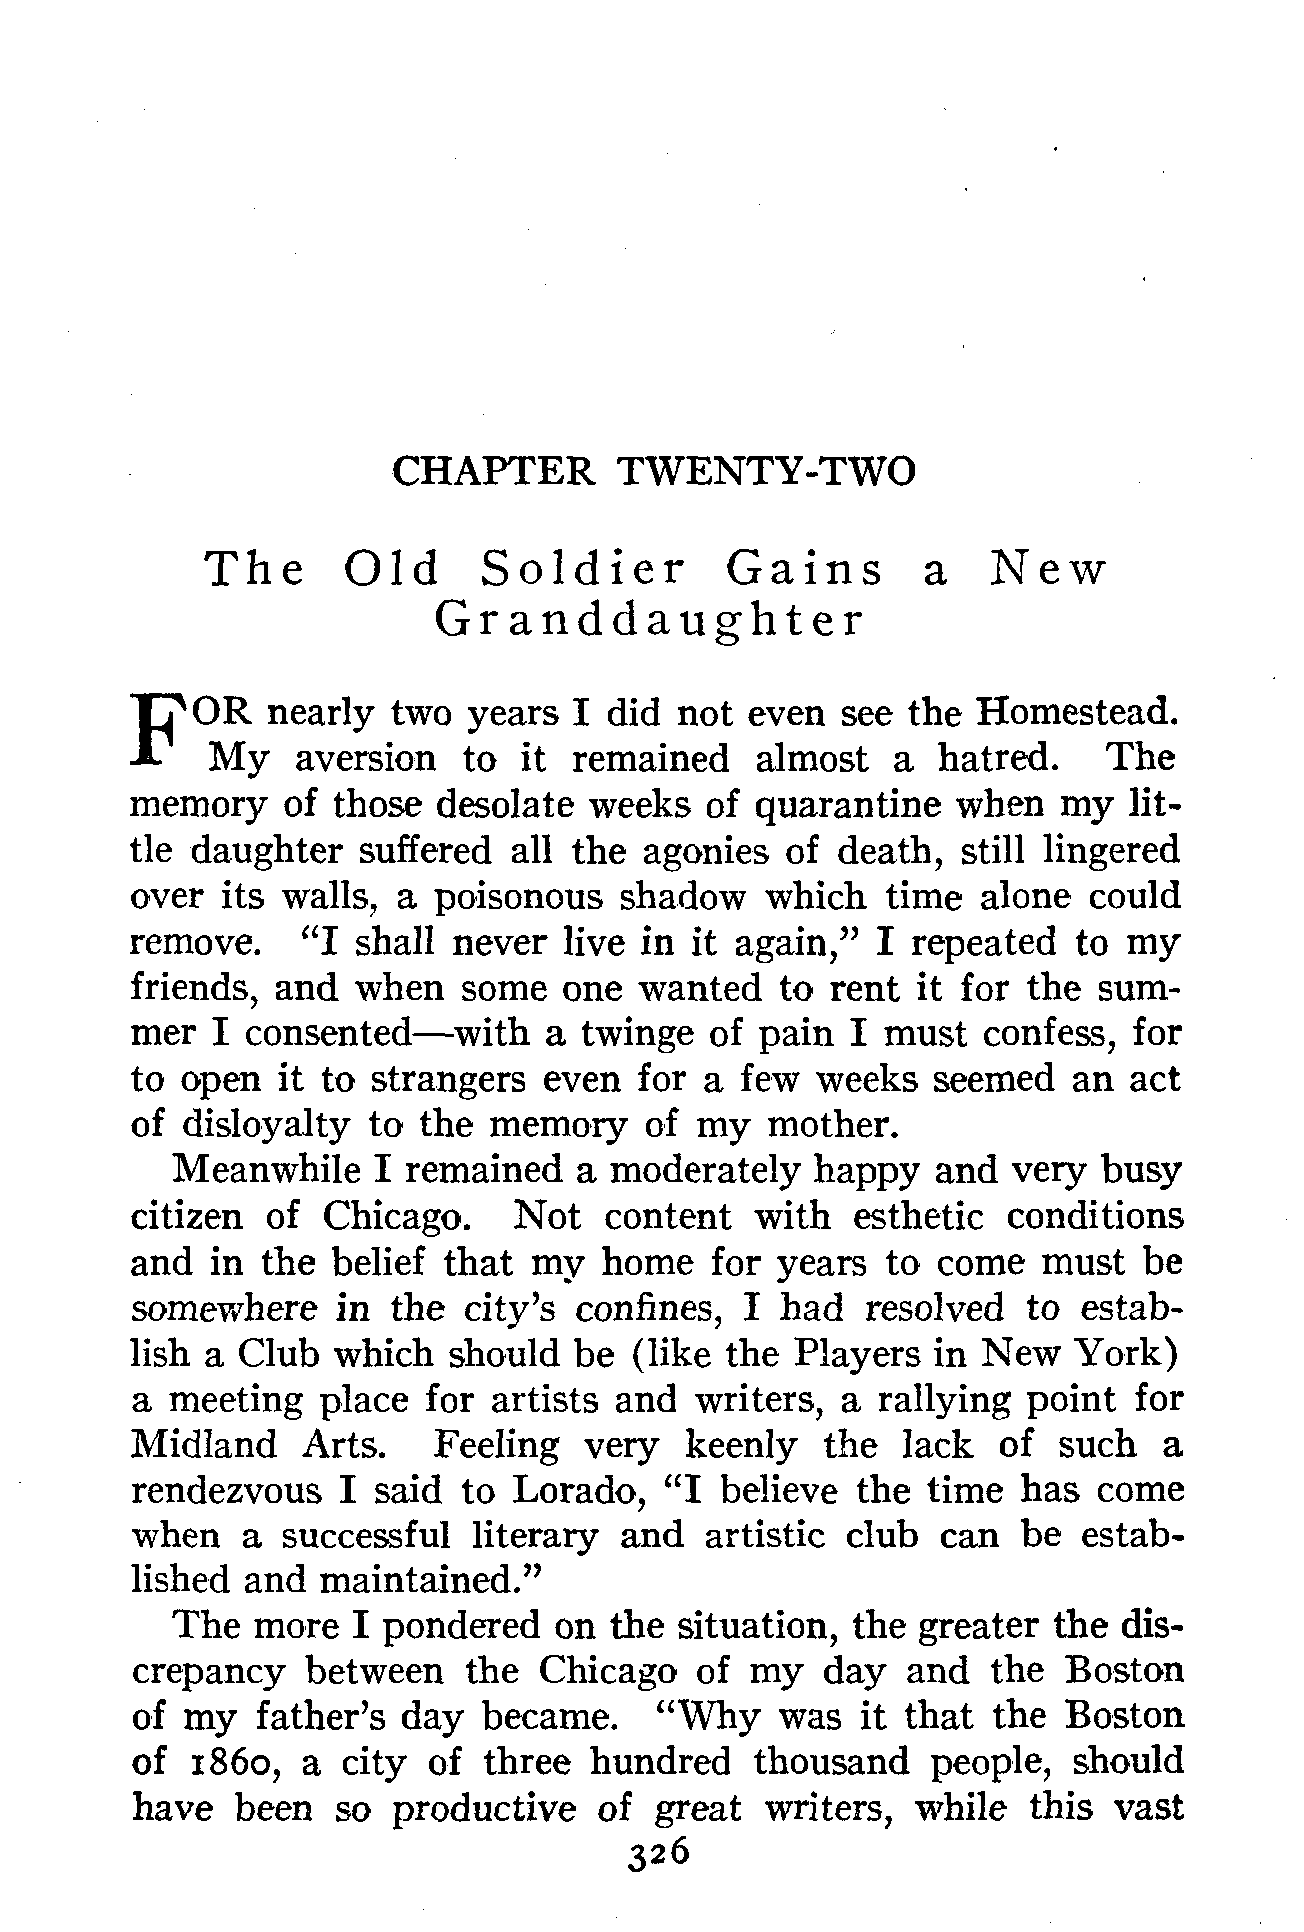 CHAPTER TWENTY-TWO
The Old Soldier Gains a New
Granddaughter
FOR nearly two years I did not even see the Homestead.
My aversion to it remained almost a hatred. The
memory of those desolate weeks of quarantine when my lit-
tle daughter suffered all the agonies of death, still lingered
over its walls, a poisonous shadow which time alone could
remove. “I shall never live in it again,” I repeated to my
friends, and when some one wanted to rent it for the sum-
mer I consented—with a twinge of pain I must confess, for
to open it to strangers even for a few weeks seemed an act
of disloyalty to the memory of my mother.
Meanwhile I remained a moderately happy and very busy
citizen of Chicago. Not content with esthetic conditions
and in the belief that my home for years to come must be
somewhere in the city’s confines, I had resolved to estab-
lish a Club which should be (like the Players in New York)
a meeting place for artists and writers, a rallying point for
Midland Arts. Feeling very keenly the lack of such a
rendezvous I said to Lorado, “I believe the time has come
when a successful literary and artistic club can be estab-
lished and maintained.”
The more I pondered on the situation, the greater the dis-
crepancy between the Chicago of my day and the Boston
of my father’s day became. “Why was it that the Boston
of 1860, a city of three hundred thousand people, should
have been so productive of great writers, while this vast
326